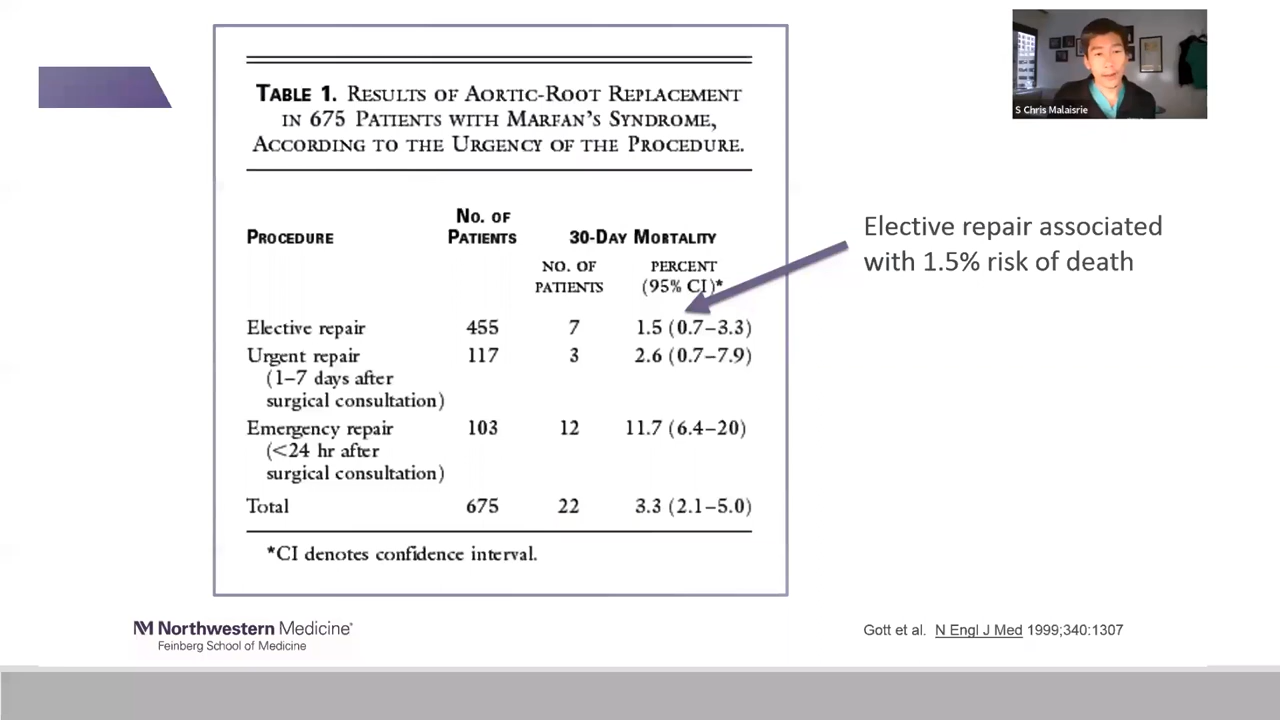 TABLE 1. RESULTS OF AORTIC-ROOT REPLACEMENT
IN 675 PATIENTS WITH MARFAN'S SYNDROME,
ACCORDING TO THE URGENCY OF THE PROCEDURE.
PROCEDURE
NO. OF
PATIENTS
30-DAY MORTALITY
NO. OF
PATIENTS
PERCENT
(95% CI)*
Elective repair 455 7 1.5 (0.7–3.3)
Urgent repair 117 3 2.6 (0.7–7.9)
(1–7 days after
surgical consultation)
Emergency repair 103 12 11.7 (6.4–20)
(<24 hr after
surgical consultation)
Total 675 22 3.3 (2.1–5.0)
*CI denotes confidence interval.
S Chris Malaisrie
Elective repair associated
with 1.5% risk of death
NM Northwestern Medicine®
Feinberg School of Medicine
Gott et al. N Engl J Med 1999;340:1307